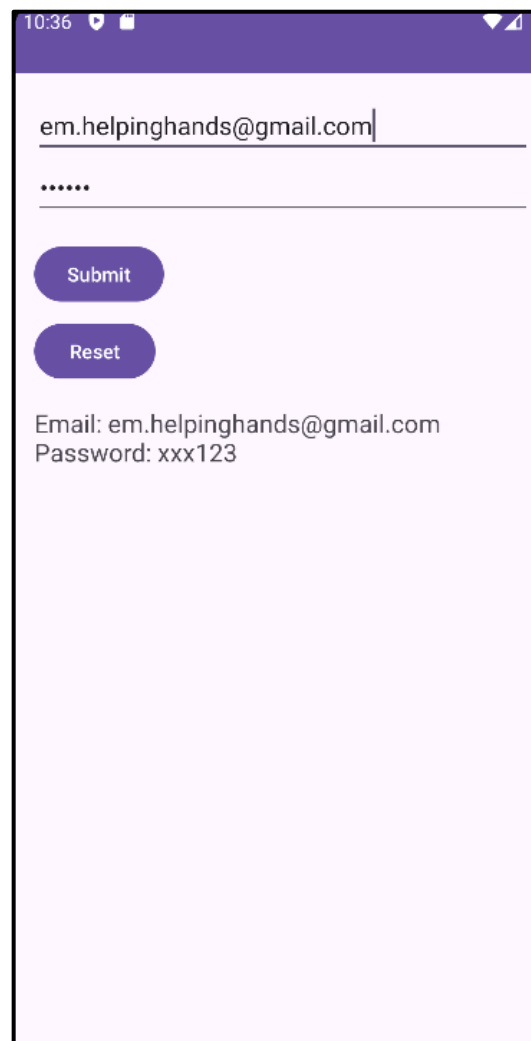 10:36
em.helpinghands@gmail.com
••••••
Submit
Reset
Email: em.helpinghands@gmail.com
Password: xxx123